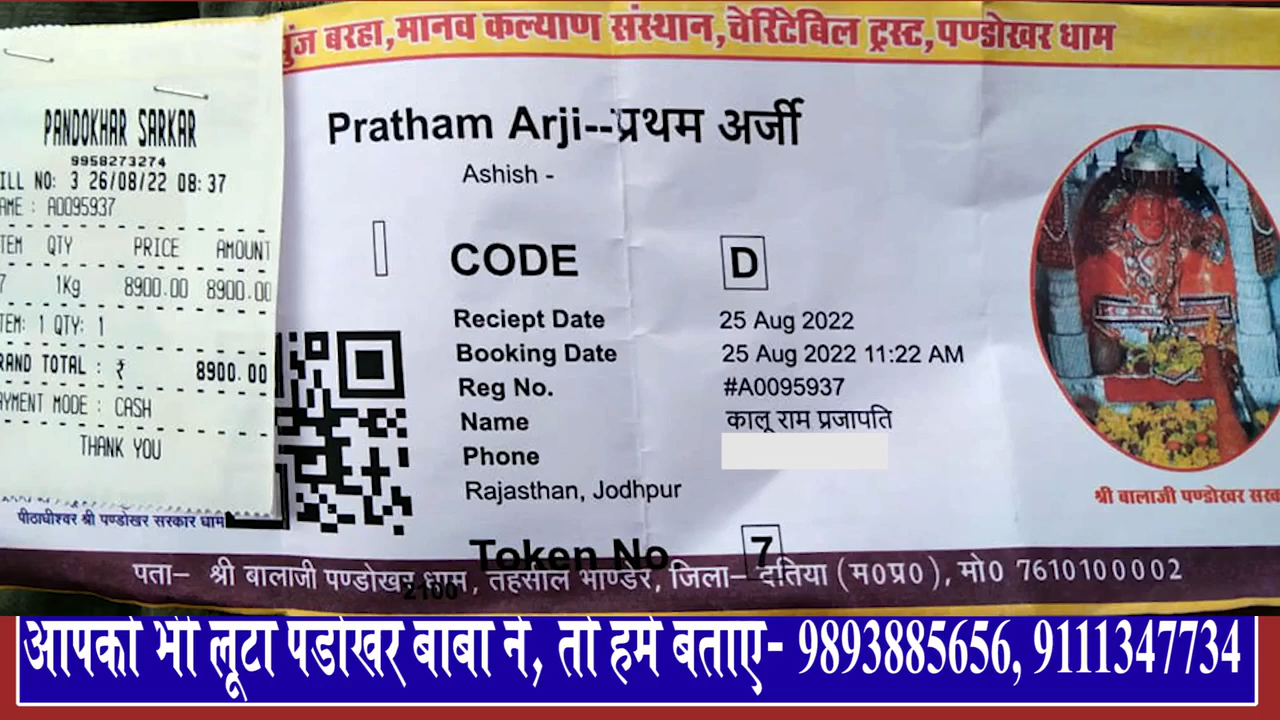 पुंज बरहा,मानव कल्याण संस्थान,चेरिटेबिल ट्रस्ट,पण्डोखर धाम
PANDOKHAR SARKAR
9958273274
ILL NO: 3 26/08/22 08:37
AME : A0095937
TEM QTY PRICE AMOUNT
7 1Kg 8900.00 8900.00
TEM: 1 QTY: 1
RAND TOTAL : ₹ 8900.00
AYMENT MODE : CASH
THANK YOU
Pratham Arji--प्रथम अर्जी
Ashish -
CODE D
Reciept Date 25 Aug 2022
Booking Date 25 Aug 2022 11:22 AM
Reg No. #A0095937
Name कालू राम प्रजापति
Phone
Rajasthan, Jodhpur
श्री बालाजी पण्डोखर सरका
पीठाधीश्वर श्री पण्डोखर सरकार धाम
Token No 7
2100
पता– श्री बालाजी पण्डोखर धाम, तहसील भाण्डेर, जिला– दतिया (म0प्र0), मो0 7610100002
आपको भी लूटा पंडोखर बाबा ने, तो हमें बताएं- 9893885656, 9111347734